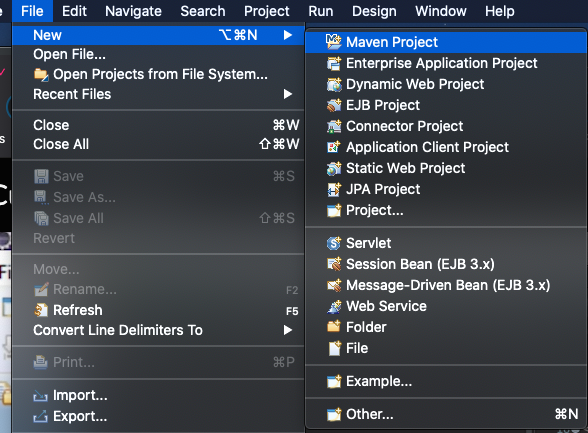 File Edit Navigate Search Project Run Design Window Help
New ⌥⌘N
Open File...
Open Projects from File System...
Recent Files
Close ⌘W
Close All ⇧⌘W
Save ⌘S
Save As...
Save All ⇧⌘S
Revert
Move...
Rename... F2
Refresh F5
Convert Line Delimiters To
Print... ⌘P
Import...
Export...
Maven Project
Enterprise Application Project
Dynamic Web Project
EJB Project
Connector Project
Application Client Project
Static Web Project
JPA Project
Project...
Servlet
Session Bean (EJB 3.x)
Message-Driven Bean (EJB 3.x)
Web Service
Folder
File
Example...
Other... ⌘N